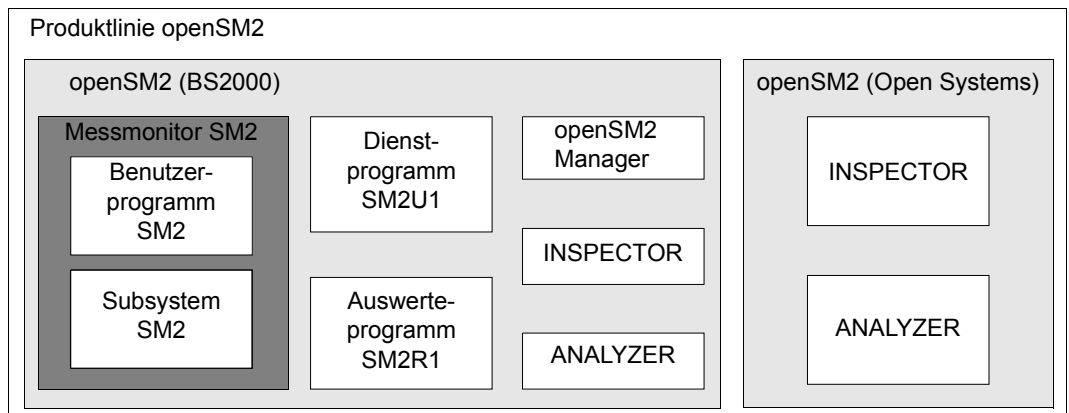 Produktlinie openSM2
openSM2 (BS2000)
Messmonitor SM2
Benutzer-
programm
SM2
Subsystem
SM2
Dienst-
programm
SM2U1
Auswerte-
programm
SM2R1
openSM2
Manager
INSPECTOR
ANALYZER
openSM2 (Open Systems)
INSPECTOR
ANALYZER